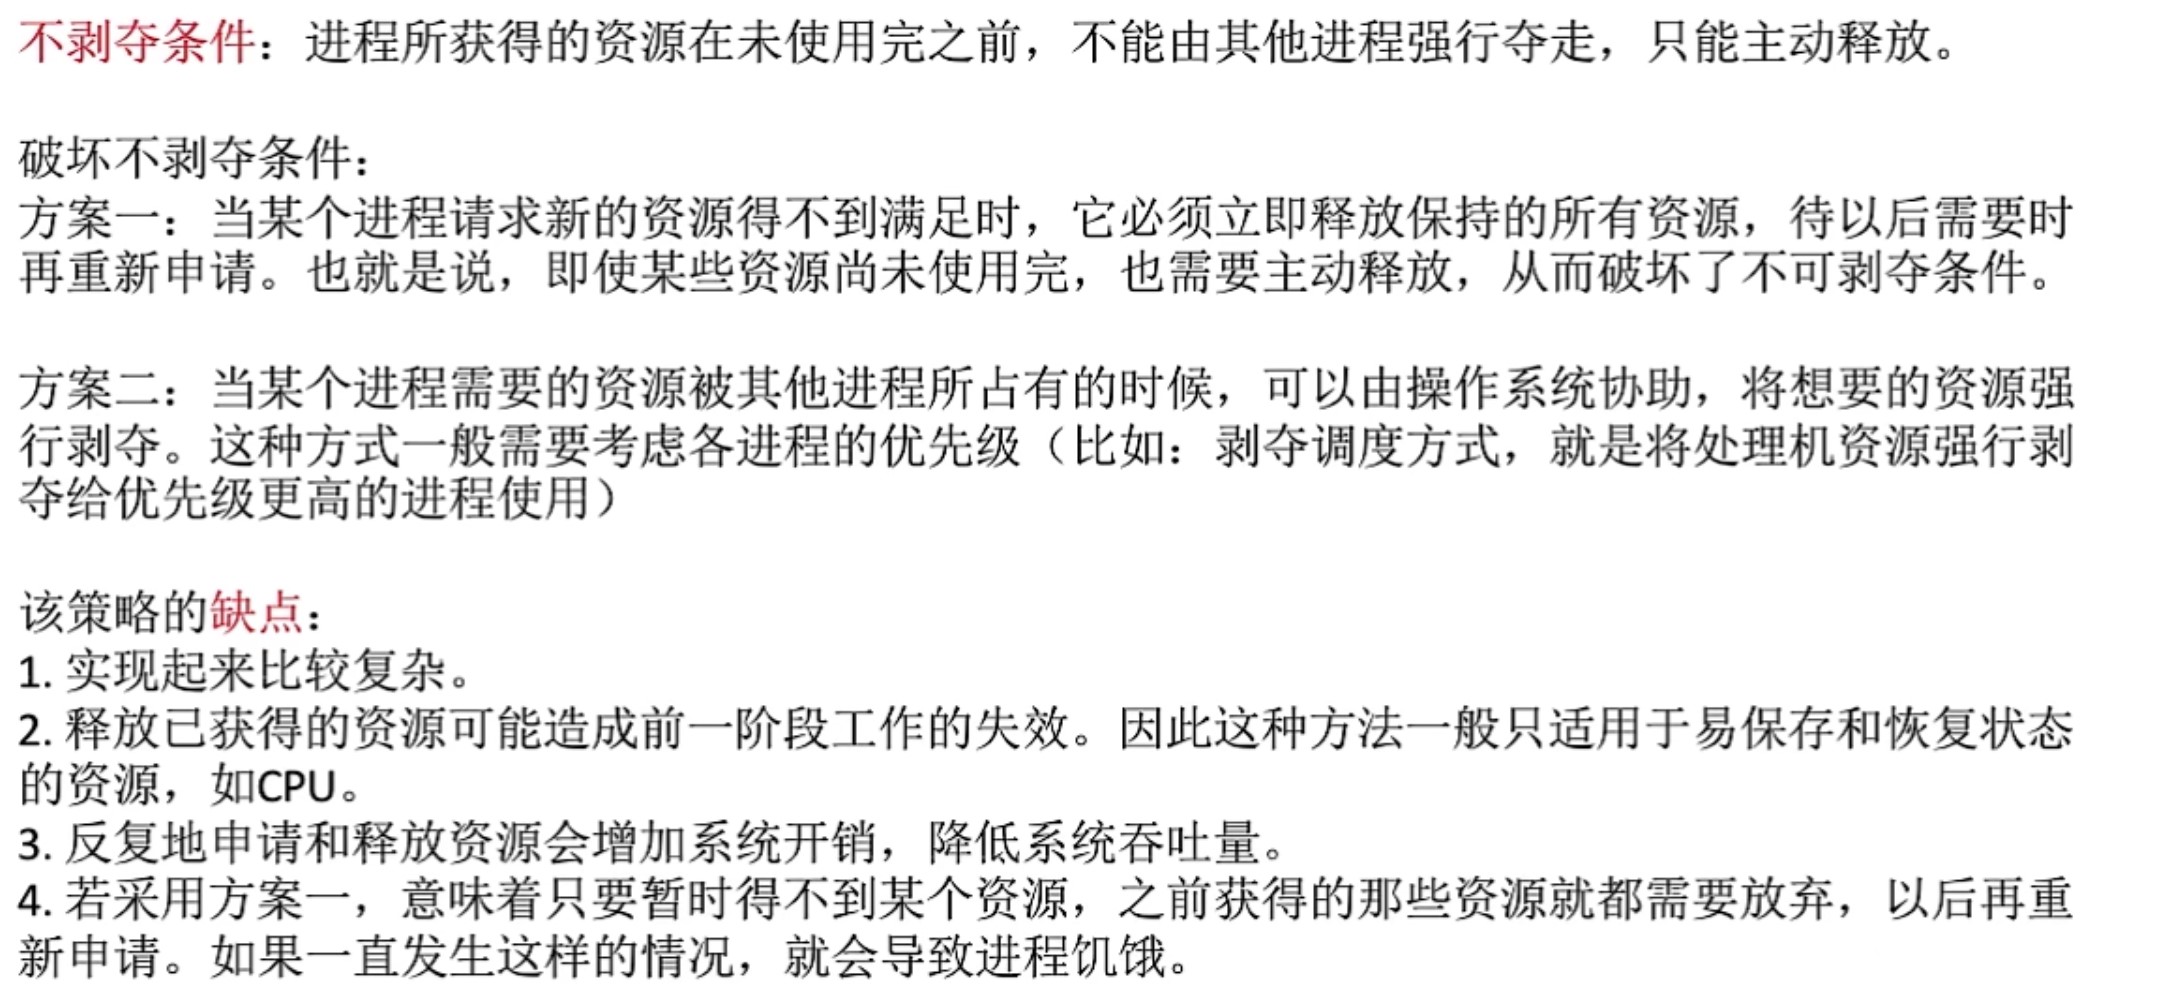 不剥夺条件：进程所获得的资源在未使用完之前，不能由其他进程强行夺走，只能主动释放。
破坏不剥夺条件：
方案一：当某个进程请求新的资源得不到满足时，它必须立即释放保持的所有资源，待以后需要时
再重新申请。也就是说，即使某些资源尚未使用完，也需要主动释放，从而破坏了不可剥夺条件。
方案二：当某个进程需要的资源被其他进程所占有的时候，可以由操作系统协助，将想要的资源强
行剥夺。这种方式一般需要考虑各进程的优先级（比如：剥夺调度方式，就是将处理机资源强行剥
夺给优先级更高的进程使用）
该策略的缺点：
1. 实现起来比较复杂。
2. 释放已获得的资源可能造成前一阶段工作的失效。因此这种方法一般只适用于易保存和恢复状态
的资源，如CPU。
3. 反复地申请和释放资源会增加系统开销，降低系统吞吐量。
4. 若采用方案一，意味着只要暂时得不到某个资源，之前获得的那些资源就都需要放弃，以后再重
新申请。如果一直发生这样的情况，就会导致进程饥饿。